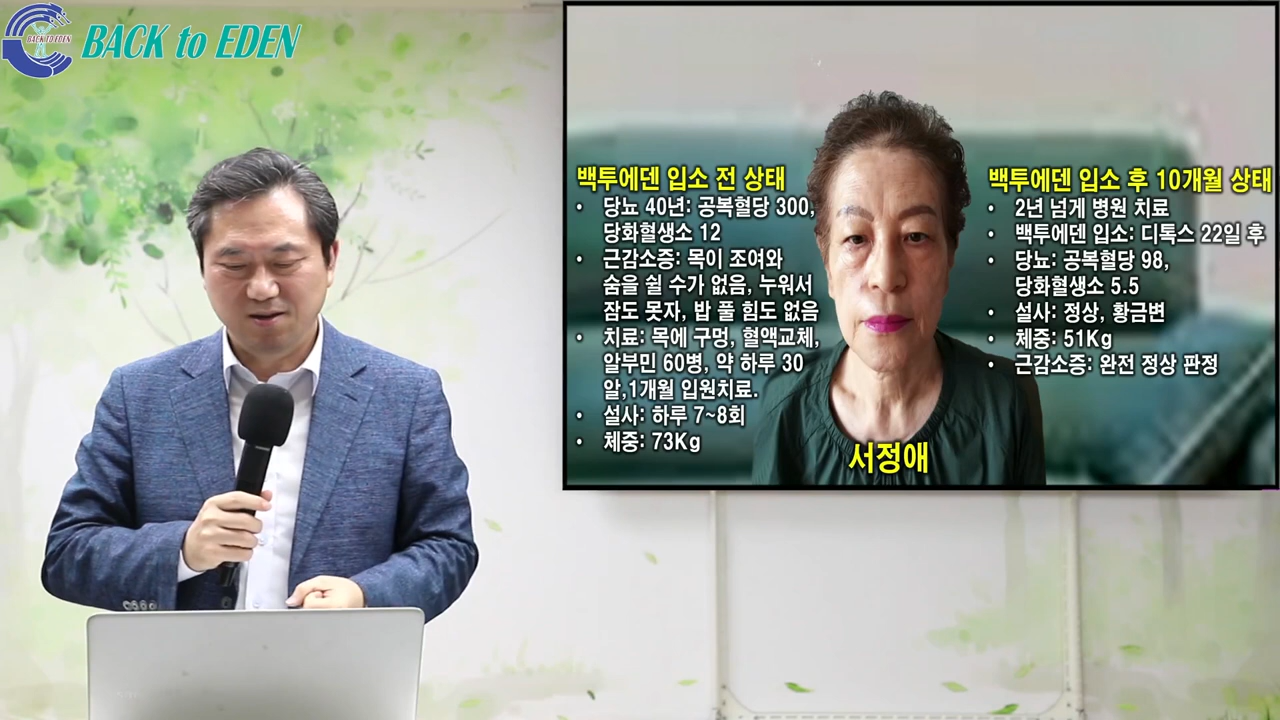 BACK TO EDEN
BACK to EDEN
백투에덴 입소 전 상태
• 당뇨 40년: 공복혈당 300,
당화혈생소 12
• 근감소증: 목이 조여와
숨을 쉴 수가 없음, 누워서
잠도 못자, 밥 풀 힘도 없음
• 치료: 목에 구멍, 혈액교체,
알부민 60병, 약 하루 30
알,1개월 입원치료.
• 설사: 하루 7~8회
• 체중: 73Kg
백투에덴 입소 후 10개월 상태
• 2년 넘게 병원 치료
• 백투에덴 입소: 디톡스 22일 후
• 당뇨: 공복혈당 98,
당화혈생소 5.5
• 설사: 정상, 황금변
• 체중: 51Kg
• 근감소증: 완전 정상 판정
서정애